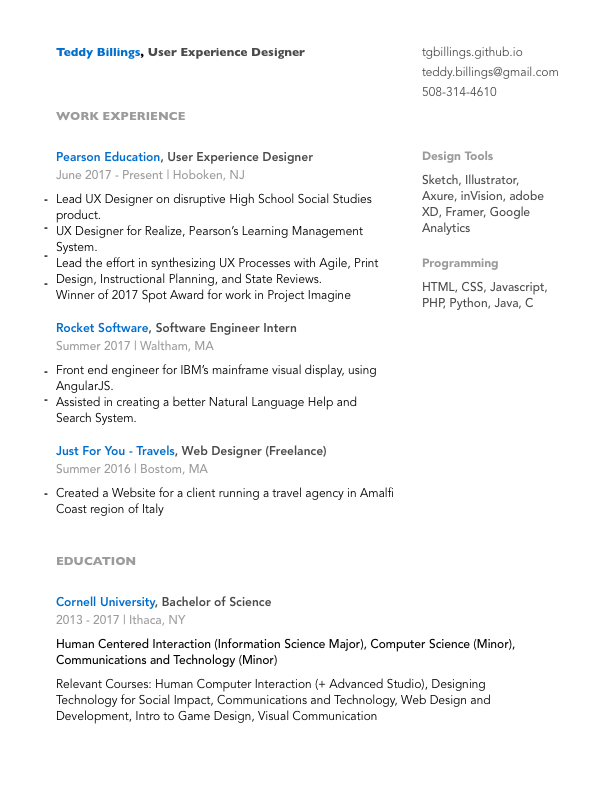 Teddy Billings, User Experience Designer
tgbillings.github.io
teddy.billings@gmail.com
508-314-4610
WORK EXPERIENCE
Pearson Education, User Experience Designer
June 2017 - Present | Hoboken, NJ
- Lead UX Designer on disruptive High School Social Studies
product.
- UX Designer for Realize, Pearson's Learning Management
System.
- Lead the effort in synthesizing UX Processes with Agile, Print
Design, Instructional Planning, and State Reviews.
- Winner of 2017 Spot Award for work in Project Imagine
Rocket Software, Software Engineer Intern
Summer 2017 | Waltham, MA
- Front end engineer for IBM's mainframe visual display, using
AngularJS.
- Assisted in creating a better Natural Language Help and
Search System.
Just For You - Travels, Web Designer (Freelance)
Summer 2016 | Bostom, MA
- Created a Website for a client running a travel agency in Amalfi
Coast region of Italy
Design Tools
Sketch, Illustrator,
Axure, inVision, adobe
XD, Framer, Google
Analytics
Programming
HTML, CSS, Javascript,
PHP, Python, Java, C
EDUCATION
Cornell University, Bachelor of Science
2013 - 2017 | Ithaca, NY
Human Centered Interaction (Information Science Major), Computer Science (Minor),
Communications and Technology (Minor)
Relevant Courses: Human Computer Interaction (+ Advanced Studio), Designing
Technology for Social Impact, Communications and Technology, Web Design and
Development, Intro to Game Design, Visual Communication